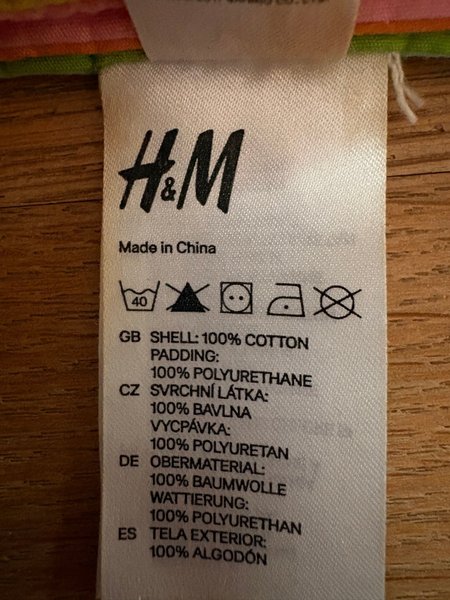 H&M
Made in China
40
GB SHELL: 100% COTTON
PADDING:
100% POLYURETHANE
CZ SVRCHNÍ LÁTKA:
100% BAVLNA
VYCPÁVKA:
100% POLYURETAN
DE OBERMATERIAL:
100% BAUMWOLLE
WATTIERUNG:
100% POLYURETHAN
ES TELA EXTERIOR:
100% ALGODÓN